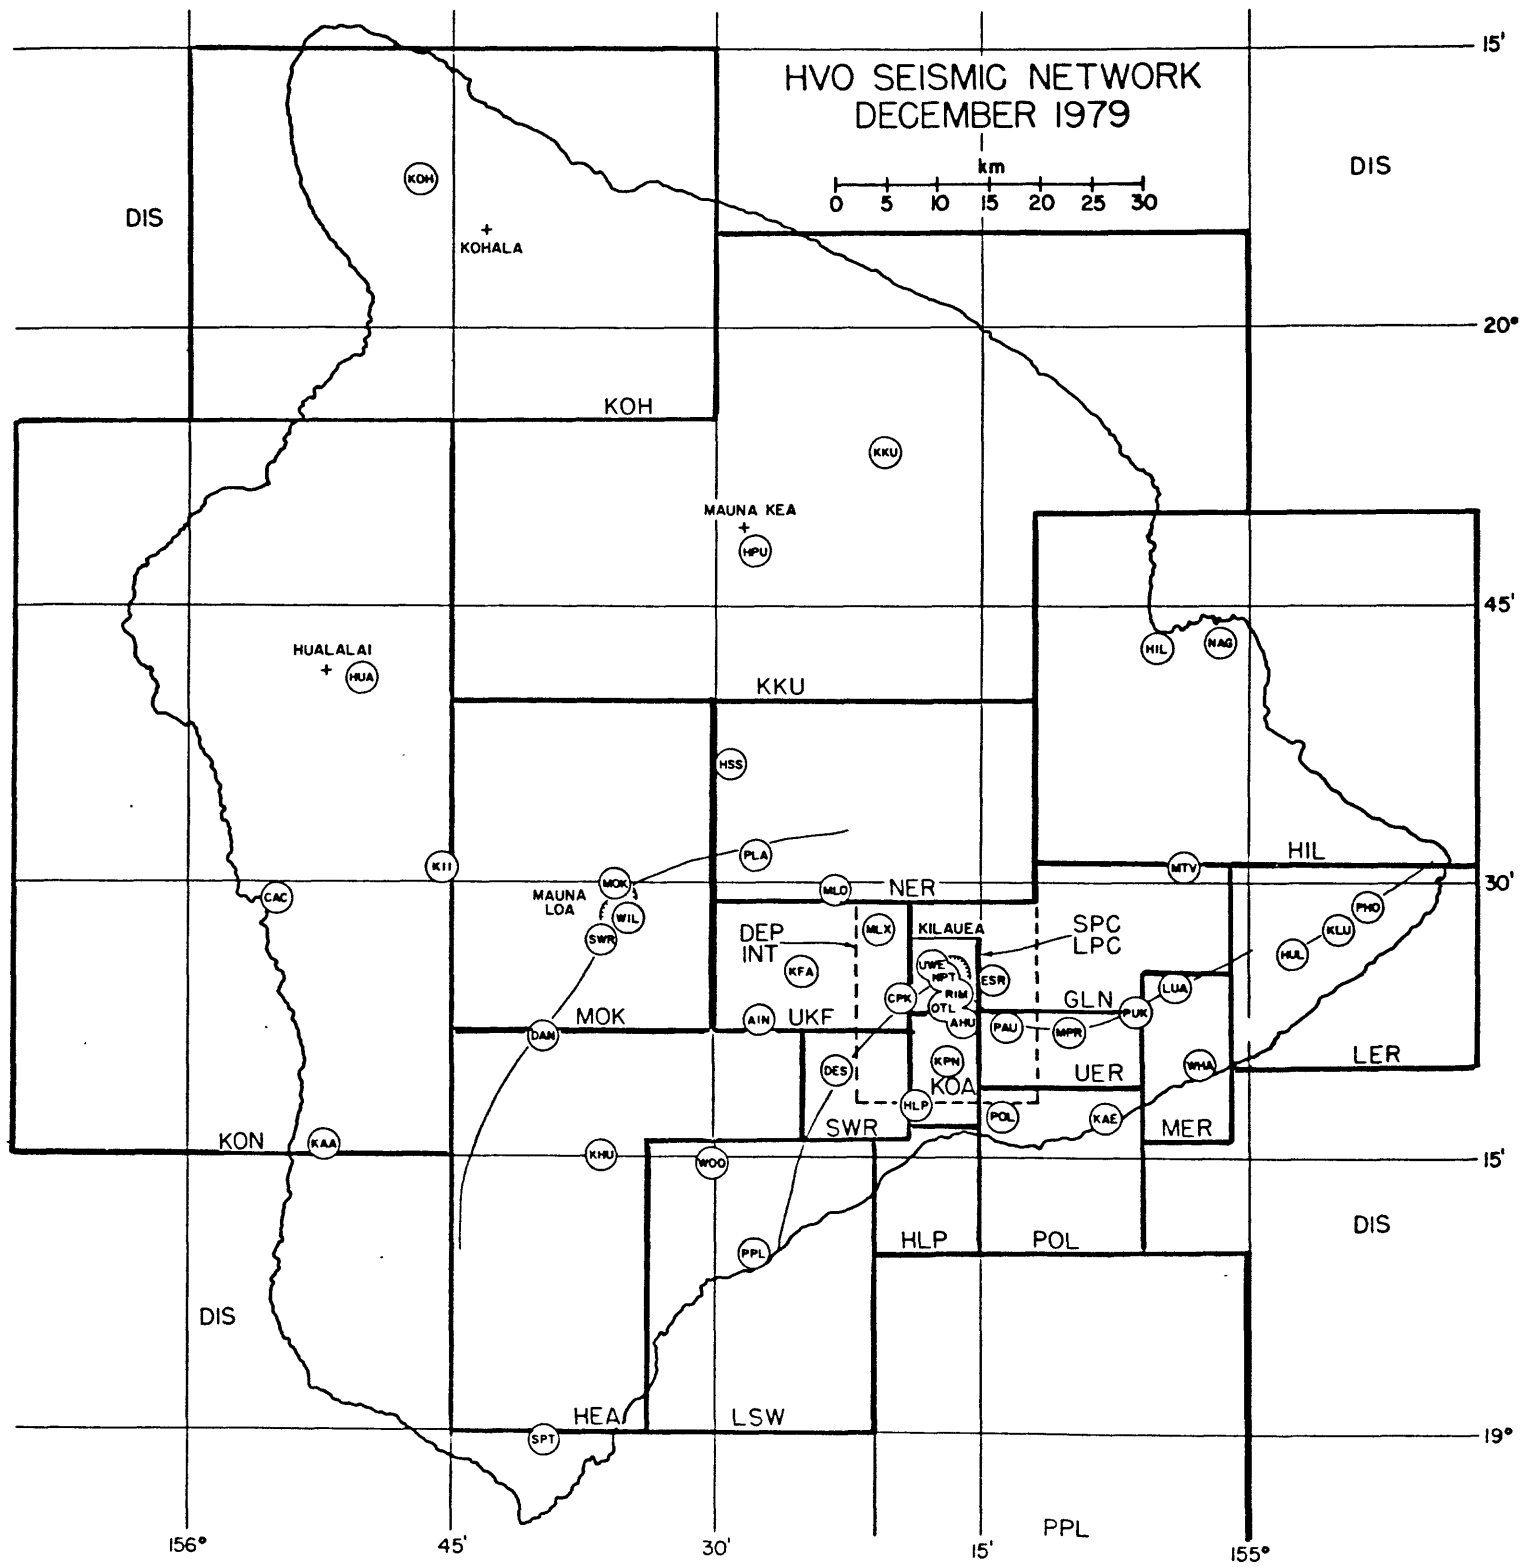 15'
HVO SEISMIC NETWORK
DECEMBER 1979
km
0 5 10 15 20 25 30
DIS
DIS
KOH
KOHALA
20°
KOH
KKU
MAUNA KEA
HPU
45'
HIL
NAG
HUALALAI
HUA
KKU
HSS
PLA
HIL
KII
MTV
MOK
MLO
NER
30'
CAC
MAUNA
LOA
WIL
PHO
MLX
KILAUEA
SPC
LPC
KLU
SWR
DEP
INT
HUL
UWE
KFA
NPT
ESR
LUA
RIM
CPK
GLN
OTL
PUK
MOK
AIN
UKF
AHU
PAU
MPR
DAN
KPN
LER
DES
KOA
UER
WHA
HLP
POL
KAE
SWR
MER
KON
KAA
KHU
WOO
15'
DIS
HLP
POL
PPL
DIS
HEA
LSW
SPT
19°
PPL
156°
45'
30'
15'
155°